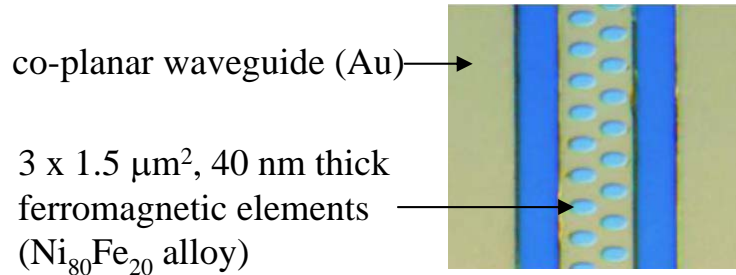 co-planar waveguide (Au)
3 x 1.5 μm², 40 nm thick
ferromagnetic elements
(Ni₈₀Fe₂₀ alloy)